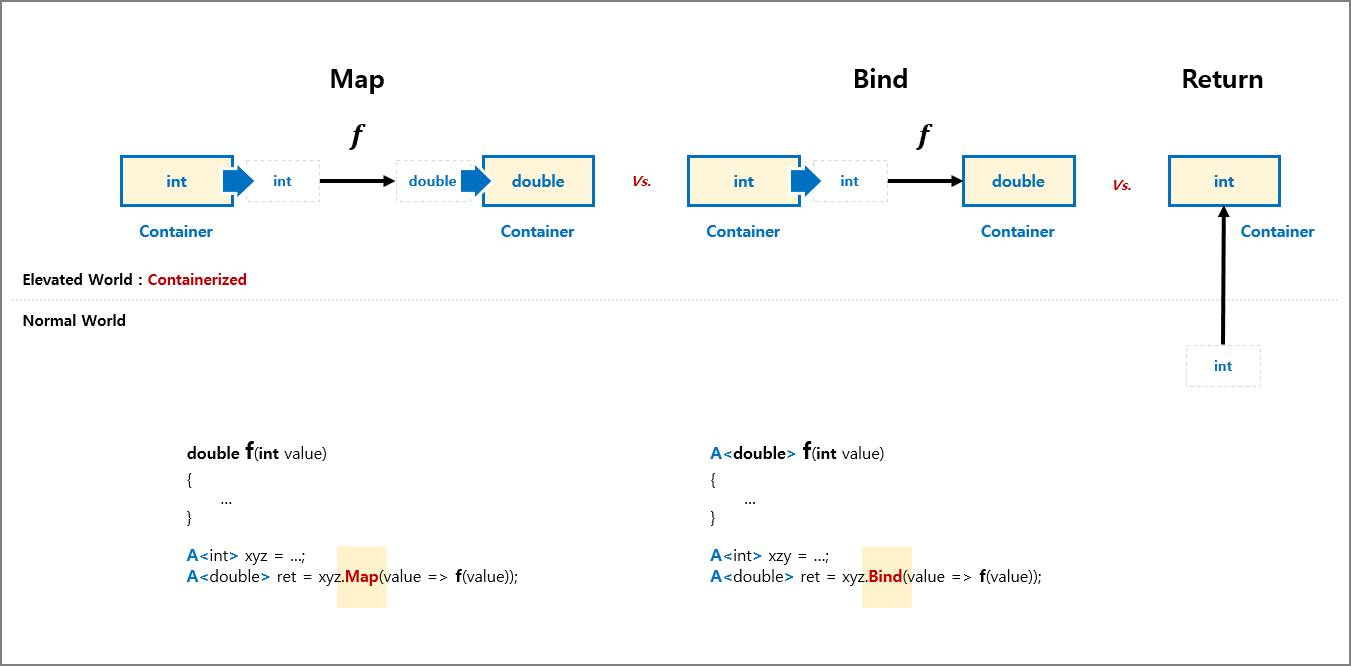 Map
Bind
Return
f
f
int
int
double
double
Vs.
int
int
double
Vs.
int
Container
Container
Container
Container
Container
Elevated World : Containerized
Normal World
int
double f(int value)
{
...
}
A<int> xyz = ...;
A<double> ret = xyz.Map(value => f(value));
A<double> f(int value)
{
...
}
A<int> xzy = ...;
A<double> ret = xyz.Bind(value => f(value));